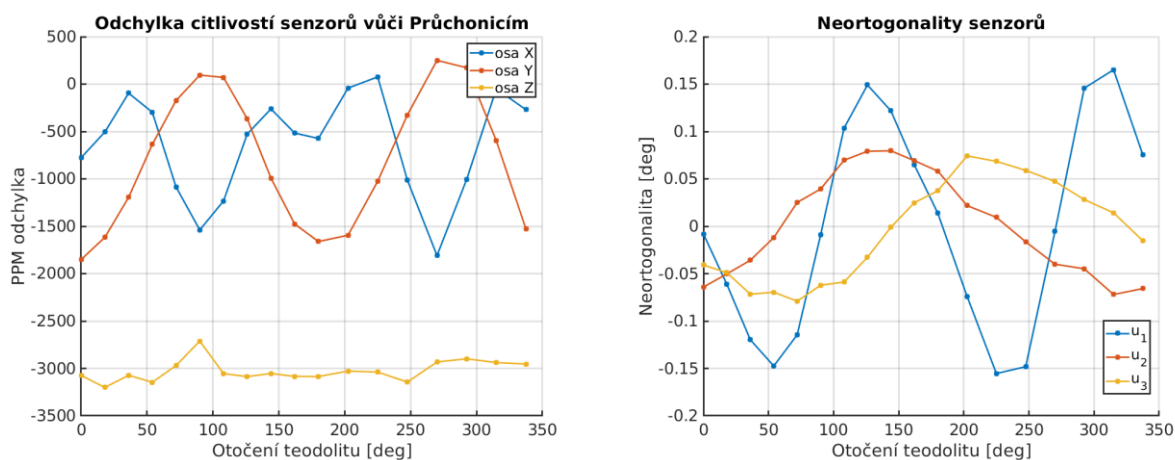 Odchylka citlivostí senzorů vůči Průchonicím
500
0
-500
-1000
-1500
-2000
-2500
-3000
-3500
PPM odchylka
osa X
osa Y
osa Z
0 50 100 150 200 250 300 350
Otočení teodolitu [deg]
Neortogonality senzorů
0.2
0.15
0.1
0.05
0
-0.05
-0.1
-0.15
-0.2
Neortogonalita [deg]
u1
u2
u3
0 50 100 150 200 250 300 350
Otočení teodolitu [deg]